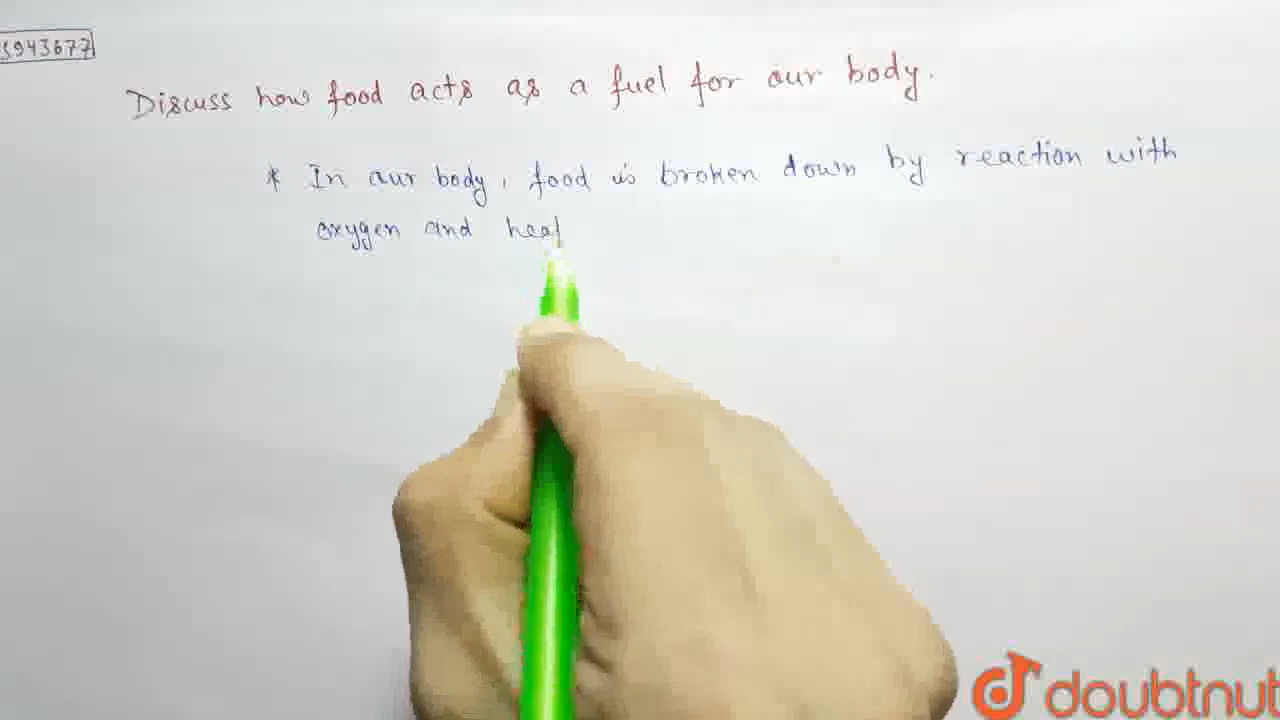 5943677
Discuss how food acts as a fuel for our body.
* In our body, food is broken down by reaction with
oxygen and heat
doubtnut